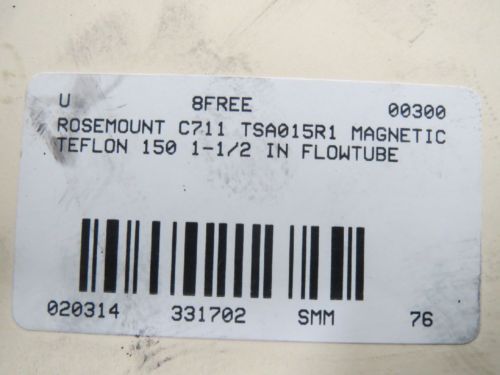 U 8FREE 00300
ROSEMOUNT C711 TSA015R1 MAGNETIC
TEFLON 150 1-1/2 IN FLOWTUBE
020314 331702 SMM 76